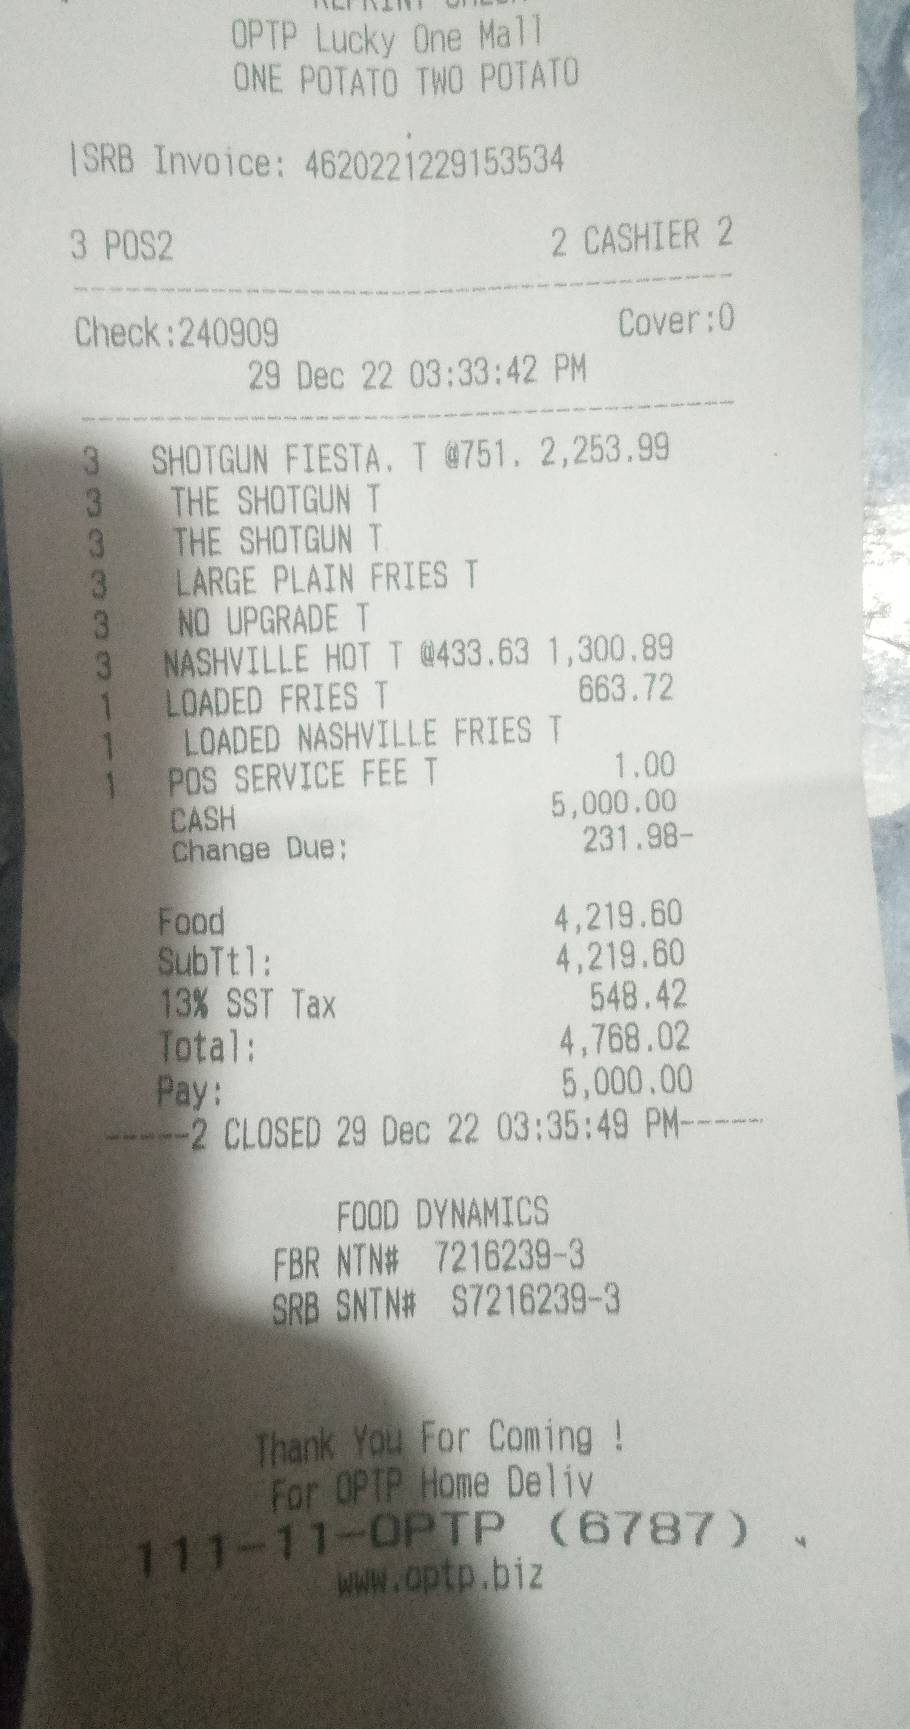 REPRINT CHECK
OPTP Lucky One Mall
ONE POTATO TWO POTATO
|SRB Invoice: 4620221229153534
3 POS2 2 CASHIER 2
Check:240909 Cover:0
29 Dec 22 03:33:42 PM
3 SHOTGUN FIESTA. T @751. 2,253.99
3 THE SHOTGUN T
3 THE SHOTGUN T
3 LARGE PLAIN FRIES T
3 NO UPGRADE T
3 NASHVILLE HOT T @433.63 1,300.89
1 LOADED FRIES T 663.72
1 LOADED NASHVILLE FRIES T
1 POS SERVICE FEE T 1.00
CASH 5,000.00
Change Due: 231.98-
Food 4,219.60
SubTtl: 4,219.60
13% SST Tax 548.42
Total: 4,768.02
Pay: 5,000.00
-----2 CLOSED 29 Dec 22 03:35:49 PM-----
FOOD DYNAMICS
FBR NTN# 7216239-3
SRB SNTN# S7216239-3
Thank You For Coming !
For OPTP Home Deliv
111-11-OPTP (6787)
www.optp.biz